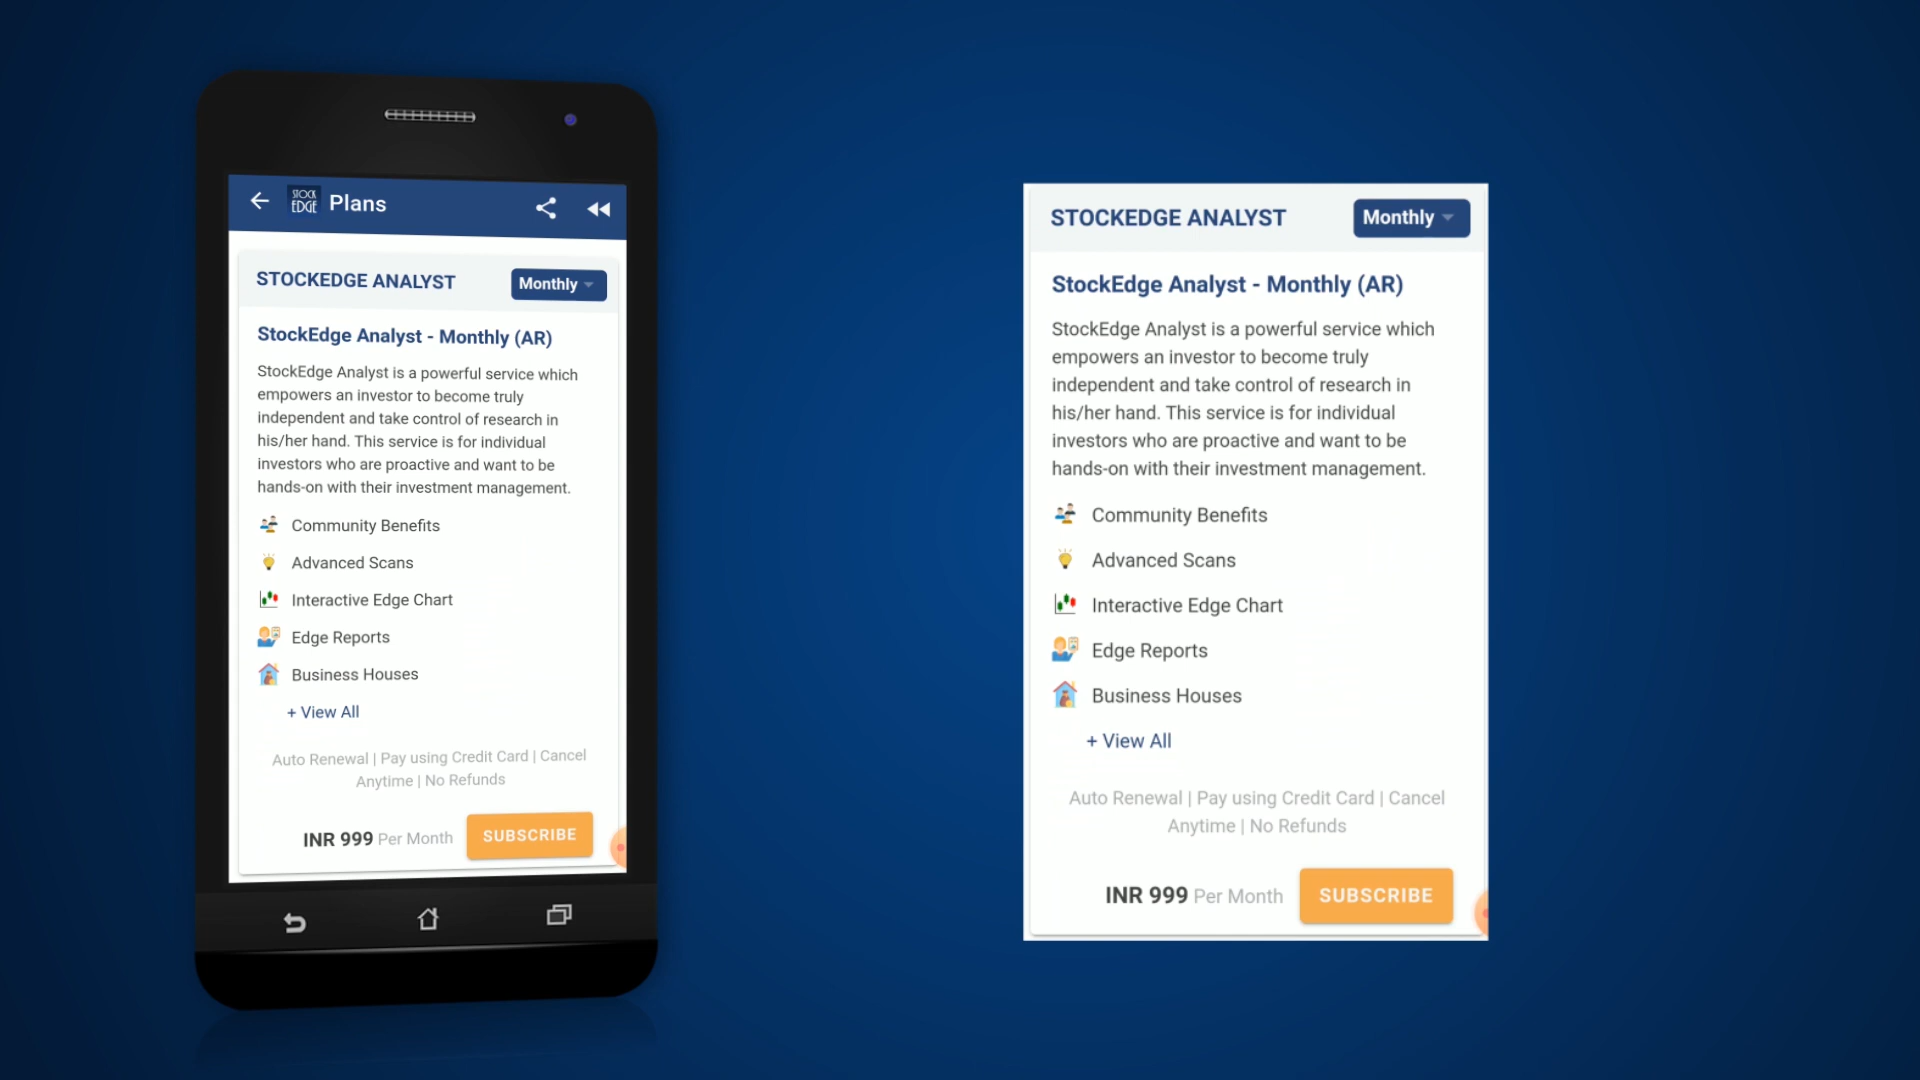 STOCK
EDGE
Plans
STOCKEDGE ANALYST
Monthly
StockEdge Analyst - Monthly (AR)
StockEdge Analyst is a powerful service which
empowers an investor to become truly
independent and take control of research in
his/her hand. This service is for individual
investors who are proactive and want to be
hands-on with their investment management.
Community Benefits
Advanced Scans
Interactive Edge Chart
Edge Reports
Business Houses
+ View All
Auto Renewal | Pay using Credit Card | Cancel
Anytime | No Refunds
INR 999 Per Month
SUBSCRIBE
STOCKEDGE ANALYST
Monthly
StockEdge Analyst - Monthly (AR)
StockEdge Analyst is a powerful service which
empowers an investor to become truly
independent and take control of research in
his/her hand. This service is for individual
investors who are proactive and want to be
hands-on with their investment management.
Community Benefits
Advanced Scans
Interactive Edge Chart
Edge Reports
Business Houses
+ View All
Auto Renewal | Pay using Credit Card | Cancel
Anytime | No Refunds
INR 999 Per Month
SUBSCRIBE